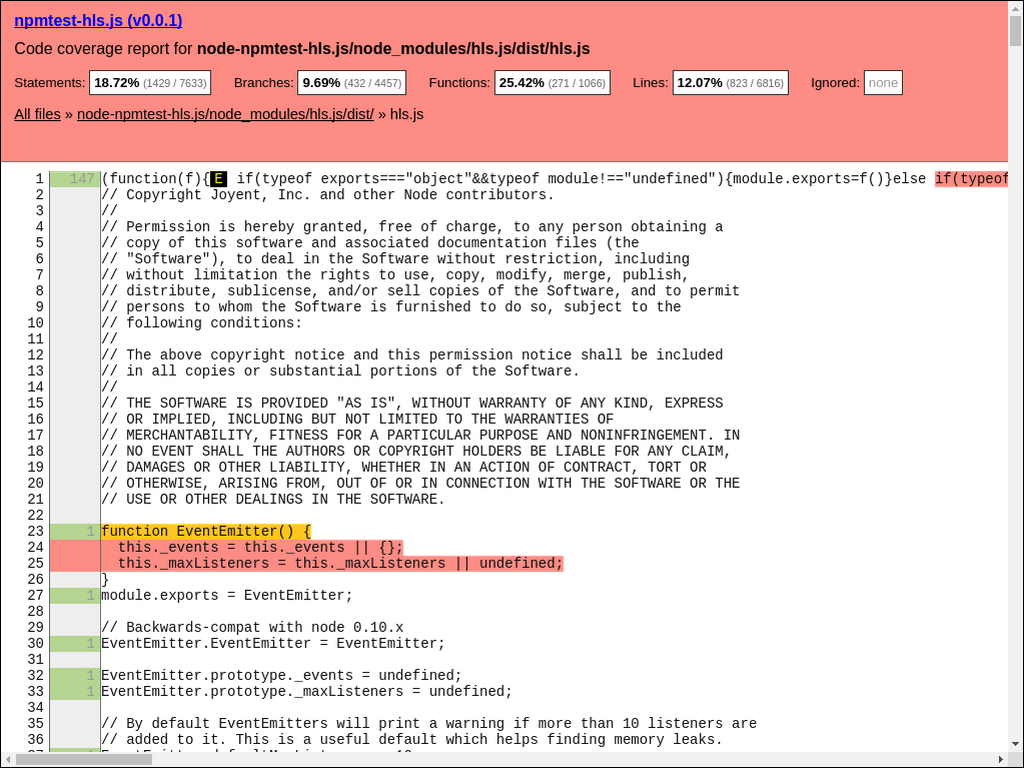 npmtest-hls.js (v0.0.1)
Code coverage report for node-npmtest-hls.js/node_modules/hls.js/dist/hls.js
Statements: 18.72% (1429 / 7633) Branches: 9.69% (432 / 4457) Functions: 25.42% (271 / 1066) Lines: 12.07% (823 / 6816) Ignored: none
All files » node-npmtest-hls.js/node_modules/hls.js/dist/ » hls.js
1 147 (function(f){ E if(typeof exports==="object"&&typeof module!=="undefined"){module.exports=f()}else if(typeof
2 // Copyright Joyent, Inc. and other Node contributors.
3 //
4 // Permission is hereby granted, free of charge, to any person obtaining a
5 // copy of this software and associated documentation files (the
6 // "Software"), to deal in the Software without restriction, including
7 // without limitation the rights to use, copy, modify, merge, publish,
8 // distribute, sublicense, and/or sell copies of the Software, and to permit
9 // persons to whom the Software is furnished to do so, subject to the
10 // following conditions:
11 //
12 // The above copyright notice and this permission notice shall be included
13 // in all copies or substantial portions of the Software.
14 //
15 // THE SOFTWARE IS PROVIDED "AS IS", WITHOUT WARRANTY OF ANY KIND, EXPRESS
16 // OR IMPLIED, INCLUDING BUT NOT LIMITED TO THE WARRANTIES OF
17 // MERCHANTABILITY, FITNESS FOR A PARTICULAR PURPOSE AND NONINFRINGEMENT. IN
18 // NO EVENT SHALL THE AUTHORS OR COPYRIGHT HOLDERS BE LIABLE FOR ANY CLAIM,
19 // DAMAGES OR OTHER LIABILITY, WHETHER IN AN ACTION OF CONTRACT, TORT OR
20 // OTHERWISE, ARISING FROM, OUT OF OR IN CONNECTION WITH THE SOFTWARE OR THE
21 // USE OR OTHER DEALINGS IN THE SOFTWARE.
22
23 1 function EventEmitter() {
24 this._events = this._events || {};
25 this._maxListeners = this._maxListeners || undefined;
26 }
27 1 module.exports = EventEmitter;
28
29 // Backwards-compat with node 0.10.x
30 1 EventEmitter.EventEmitter = EventEmitter;
31
32 1 EventEmitter.prototype._events = undefined;
33 1 EventEmitter.prototype._maxListeners = undefined;
34
35 // By default EventEmitters will print a warning if more than 10 listeners are
36 // added to it. This is a useful default which helps finding memory leaks.